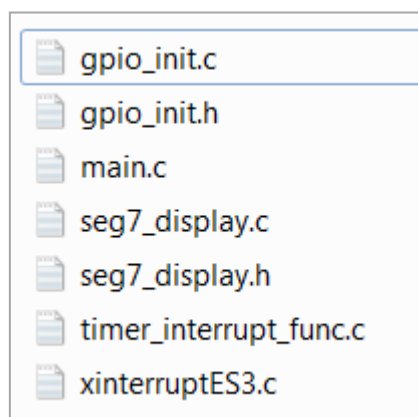 gpio_init.c
gpio_init.h
main.c
seg7_display.c
seg7_display.h
timer_interrupt_func.c
xinterruptES3.c